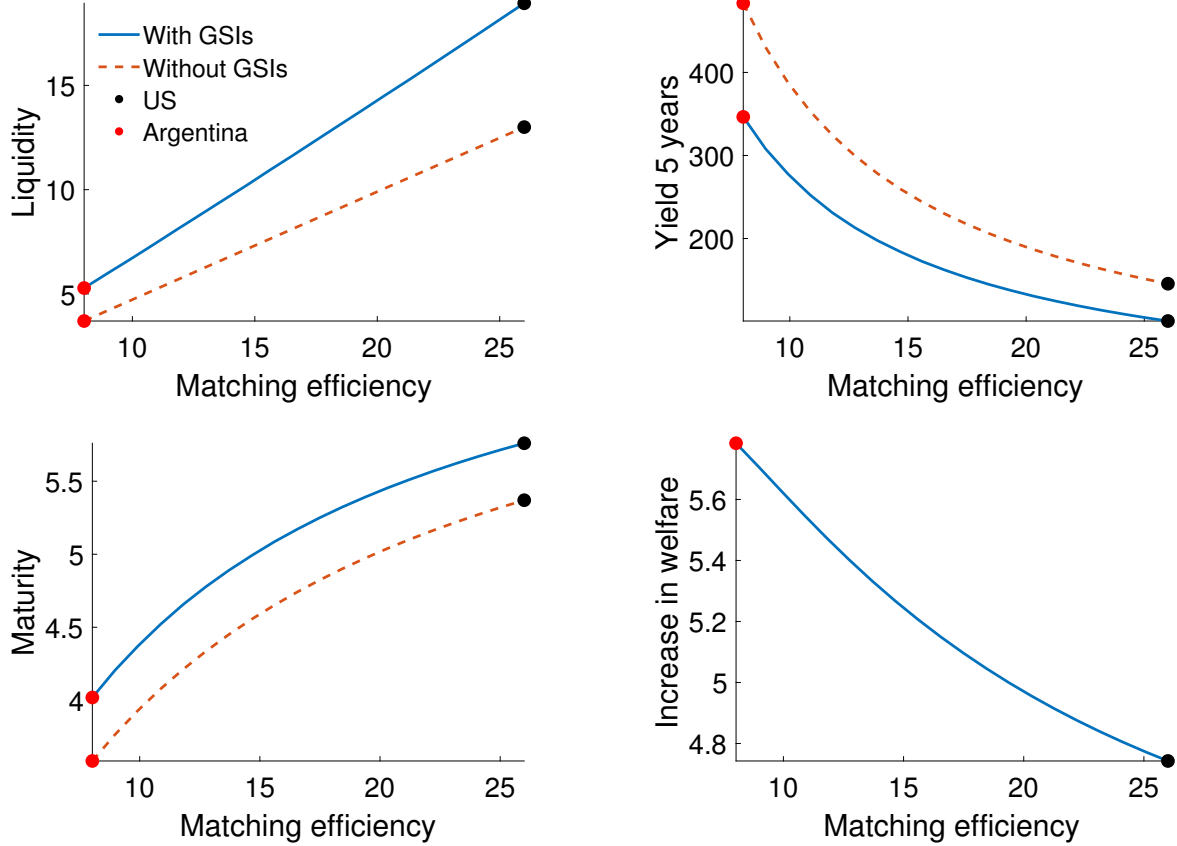 Liquidity
15
10
5
With GSIs
Without GSIs
US
Argentina
10 15 20 25
Matching efficiency
Yield 5 years
400
300
200
10 15 20 25
Matching efficiency
Maturity
5.5
5
4.5
4
10 15 20 25
Matching efficiency
Increase in welfare
5.6
5.4
5.2
5
4.8
10 15 20 25
Matching efficiency